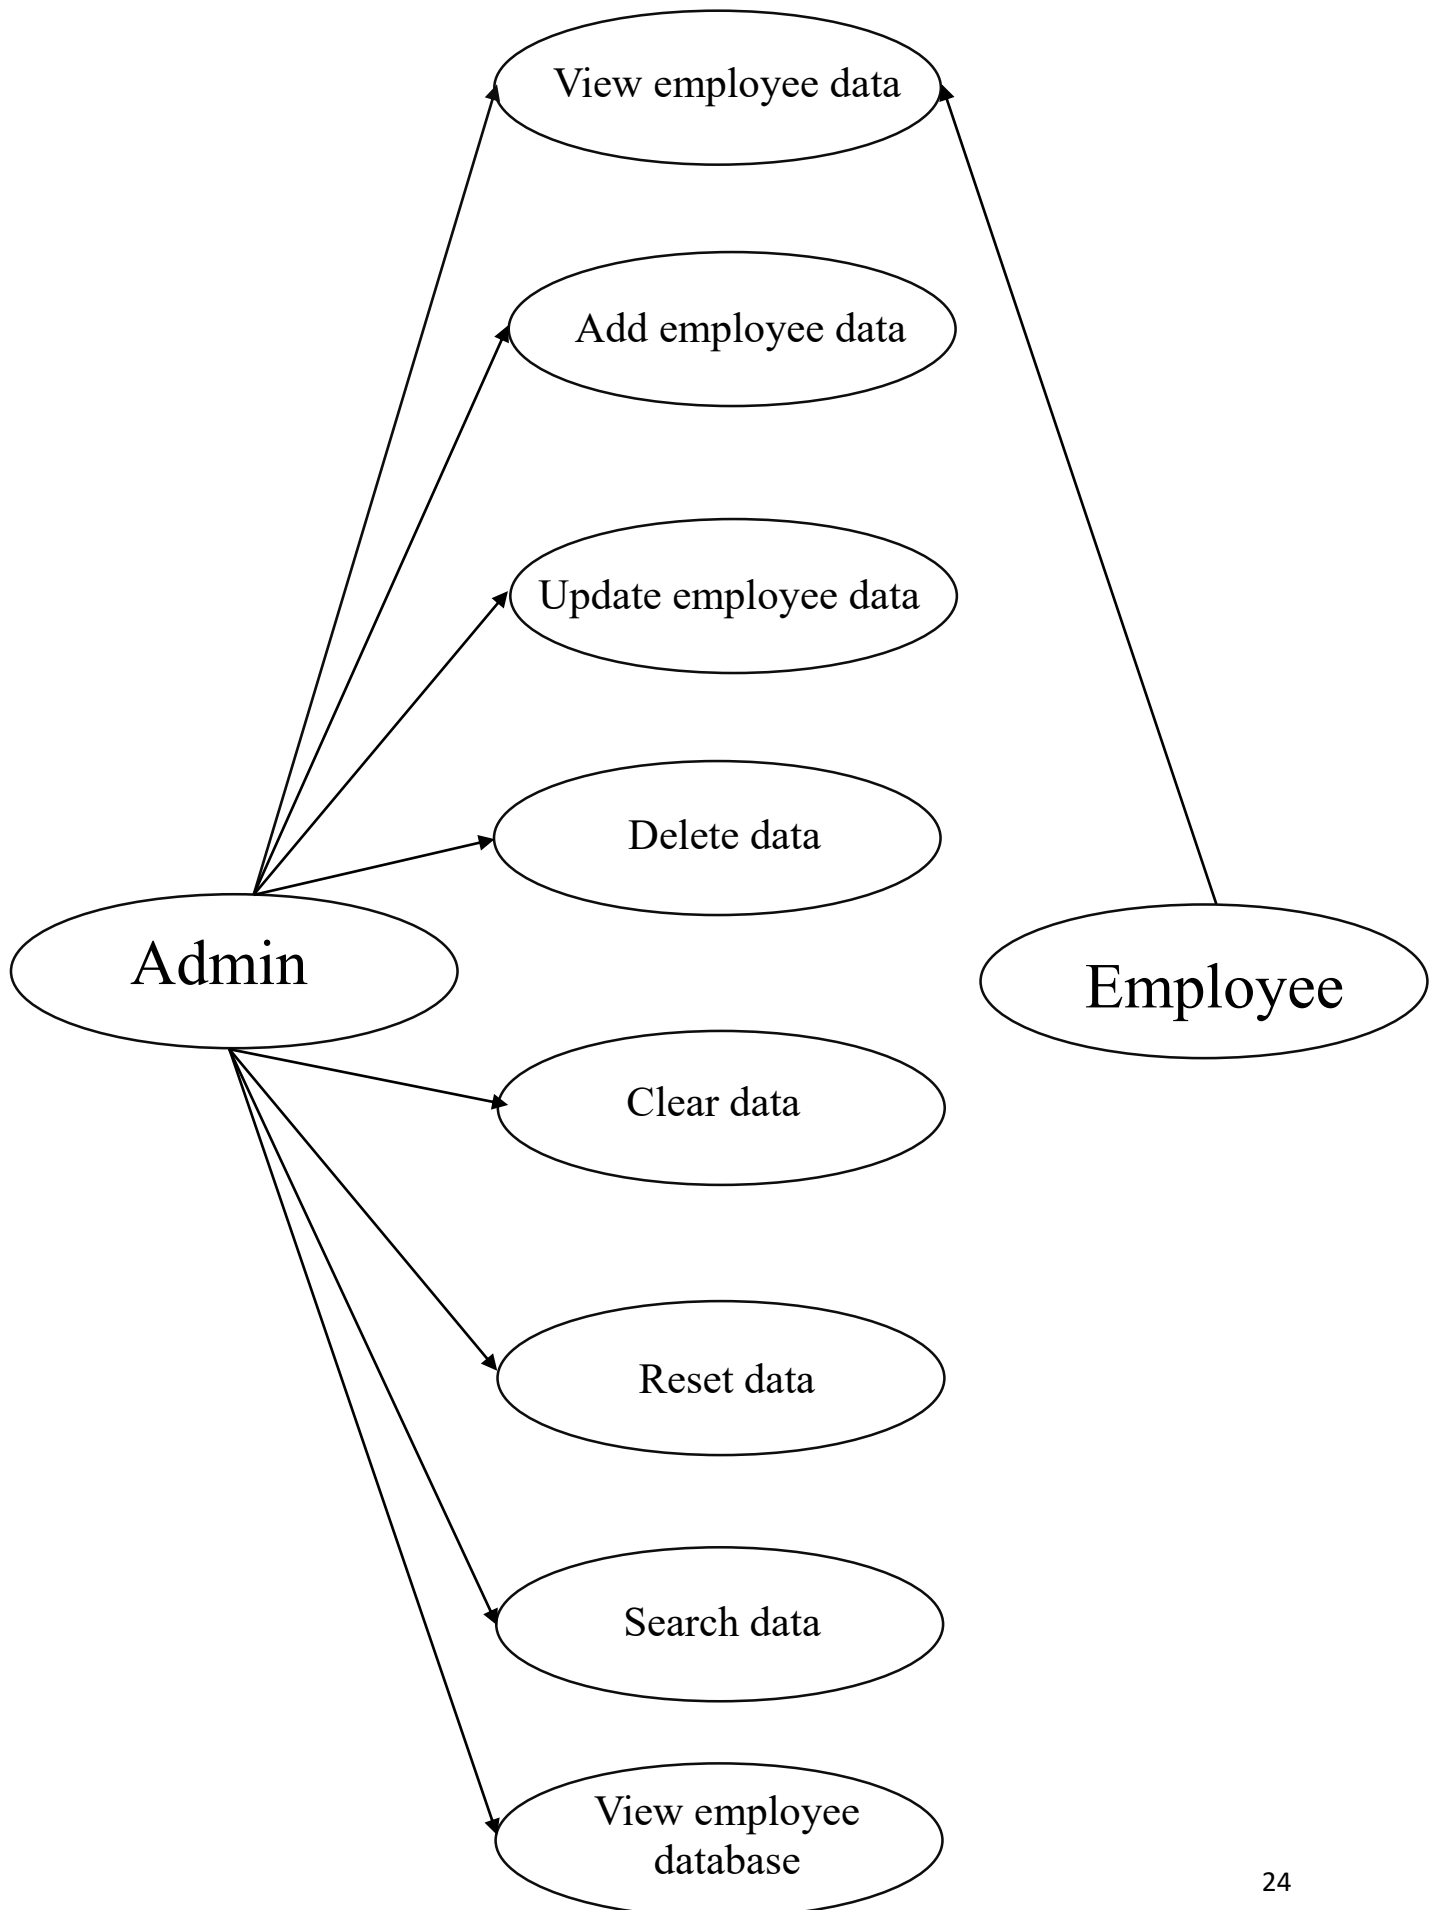 View employee data
Add employee data
Update employee data
Delete data
Admin
Employee
Clear data
Reset data
Search data
View employee
database
24